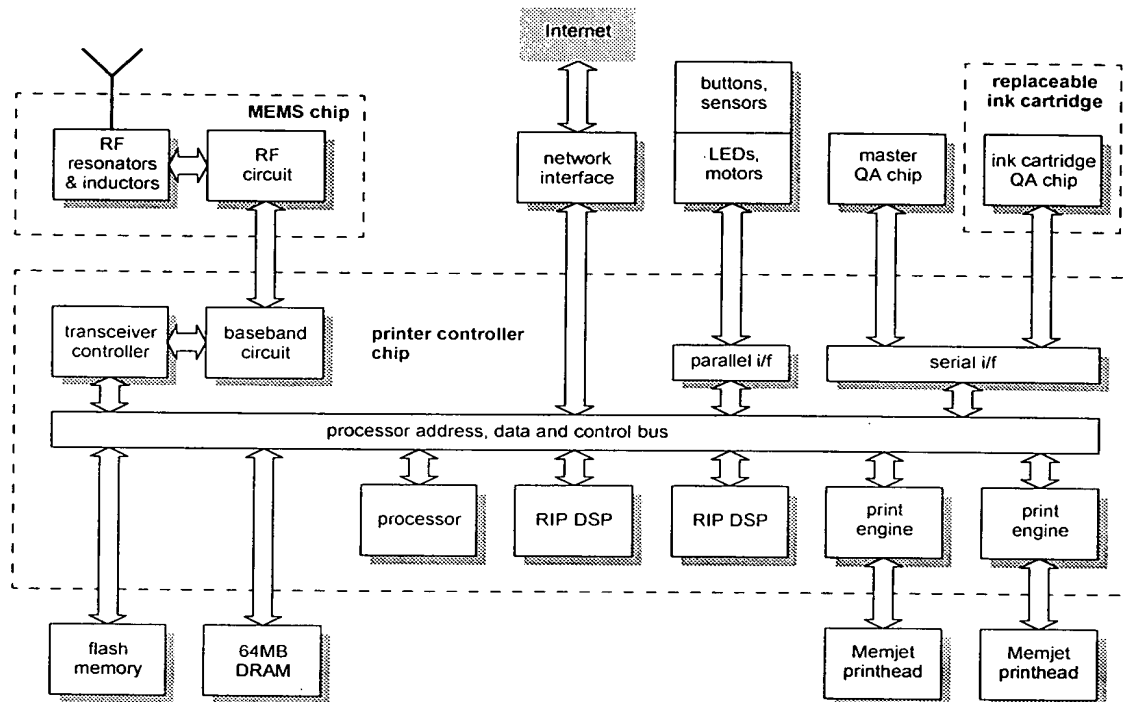 Internet
MEMS chip
RF
resonators
& inductors
RF
circuit
network
interface
buttons,
sensors
LEDs,
motors
master
QA chip
replaceable
ink cartridge
ink cartridge
QA chip
transceiver
controller
baseband
circuit
printer controller
chip
parallel i/f
serial i/f
processor address, data and control bus
processor
RIP DSP
RIP DSP
print
engine
print
engine
flash
memory
64MB
DRAM
Memjet
printhead
Memjet
printhead